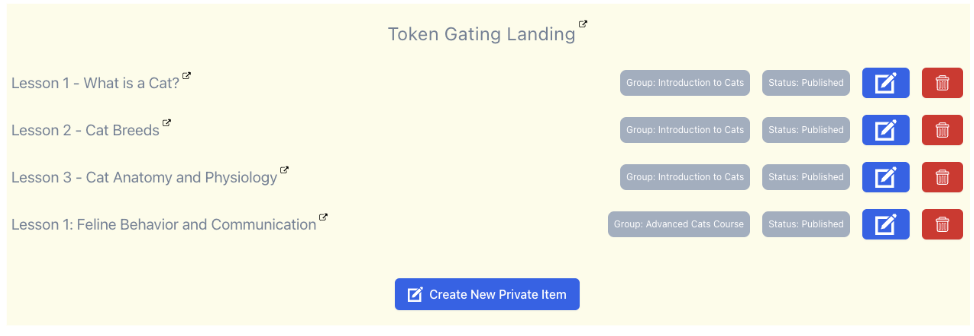 Token Gating Landing
Lesson 1 - What is a Cat? Group: Introduction to Cats Status: Published
Lesson 2 - Cat Breeds Group: Introduction to Cats Status: Published
Lesson 3 - Cat Anatomy and Physiology Group: Introduction to Cats Status: Published
Lesson 1: Feline Behavior and Communication Group: Advanced Cats Course Status: Published
Create New Private Item